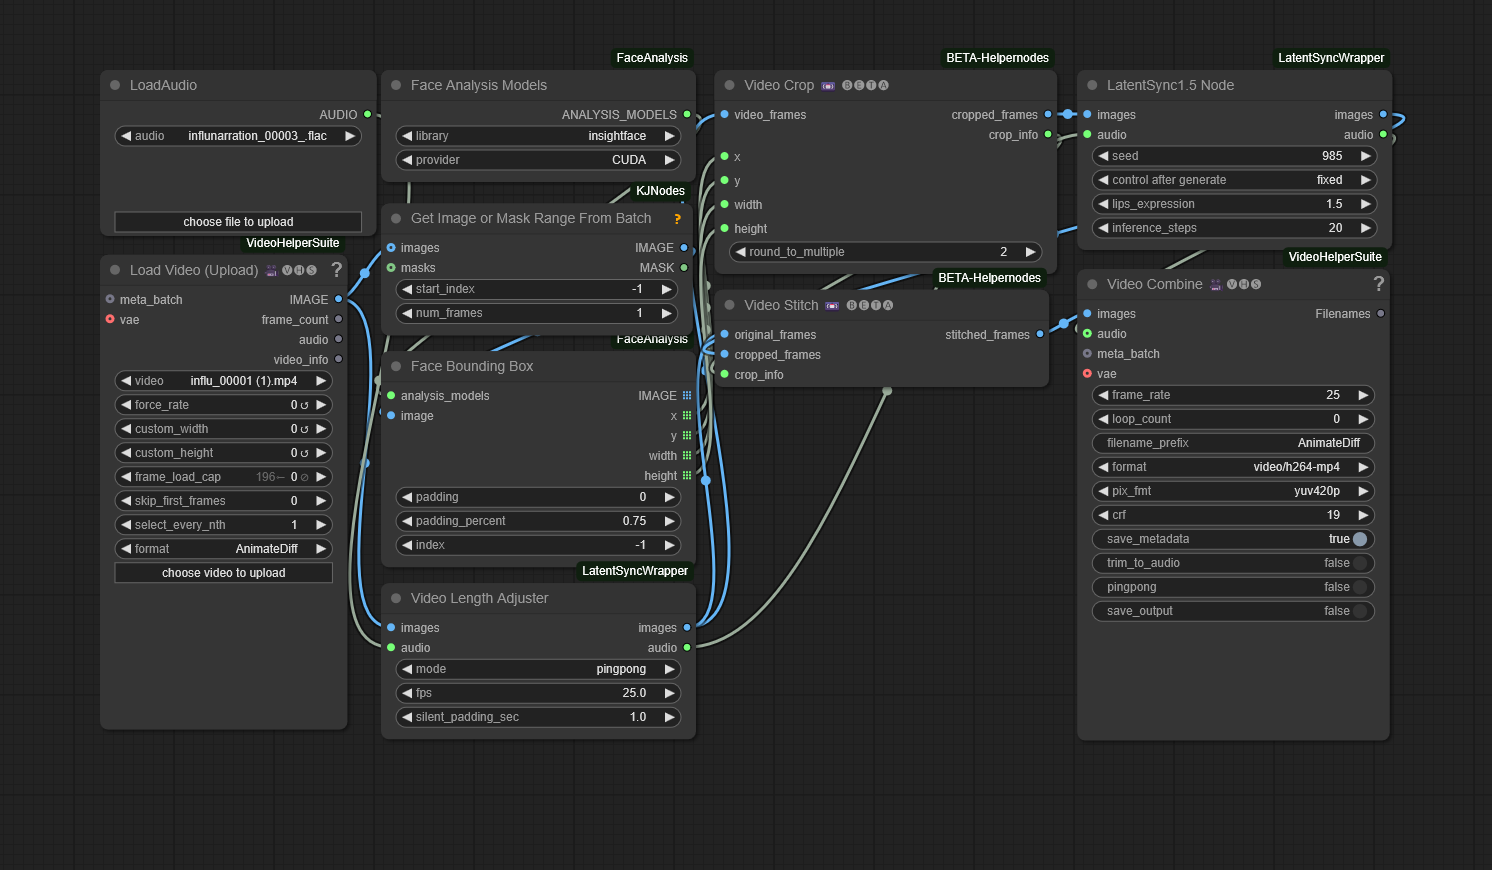 LoadAudio
AUDIO
audio influnarration_00003_.flac
choose file to upload
VideoHelperSuite
Load Video (Upload) VHS ?
meta_batch IMAGE
vae frame_count
audio
video_info
video influ_00001 (1).mp4
force_rate 0
custom_width 0
custom_height 0
frame_load_cap 196← 0
skip_first_frames 0
select_every_nth 1
format AnimateDiff
choose video to upload
FaceAnalysis
Face Analysis Models
ANALYSIS_MODELS
library insightface
provider CUDA
KJNodes
Get Image or Mask Range From Batch ?
images IMAGE
masks MASK
start_index -1
num_frames 1
FaceAnalysis
Face Bounding Box
analysis_models IMAGE
image x
y
width
height
padding 0
padding_percent 0.75
index -1
LatentSyncWrapper
Video Length Adjuster
images images
audio audio
mode pingpong
fps 25.0
silent_padding_sec 1.0
BETA-Helpernodes
Video Crop BETA
video_frames cropped_frames
crop_info
x
y
width
height
round_to_multiple 2
BETA-Helpernodes
Video Stitch BETA
original_frames stitched_frames
cropped_frames
crop_info
LatentSyncWrapper
LatentSync1.5 Node
images images
audio audio
seed 985
control after generate fixed
lips_expression 1.5
inference_steps 20
VideoHelperSuite
Video Combine VHS ?
images Filenames
audio
meta_batch
vae
frame_rate 25
loop_count 0
filename_prefix AnimateDiff
format video/h264-mp4
pix_fmt yuv420p
crf 19
save_metadata true
trim_to_audio false
pingpong false
save_output false